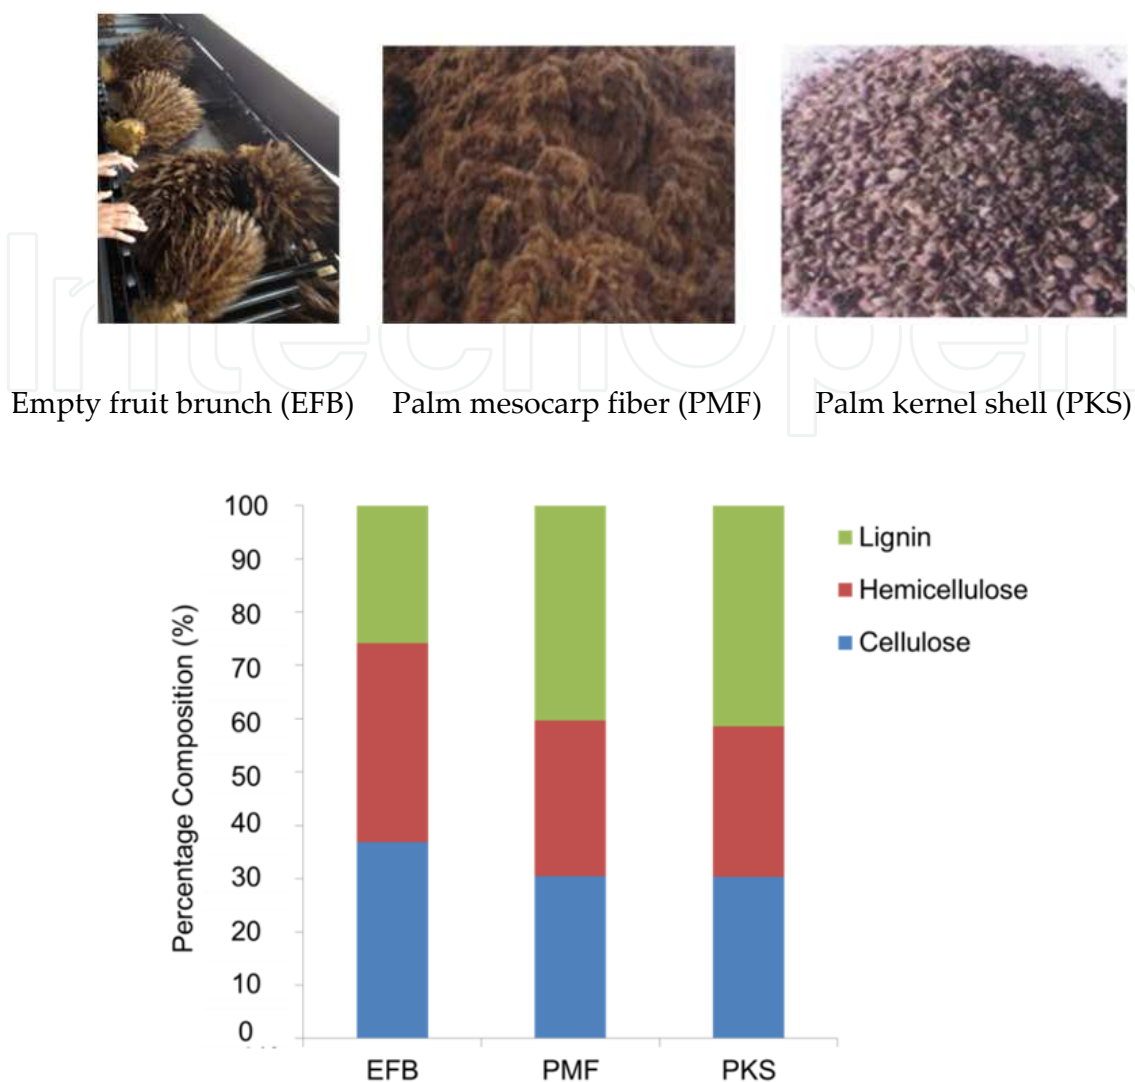 IntechOpen
Empty fruit brunch (EFB)
Palm mesocarp fiber (PMF)
Palm kernel shell (PKS)
100
90
80
70
60
50
40
30
20
10
0
Percentage Composition (%)
Lignin
Hemicellulose
Cellulose
EFB
PMF
PKS